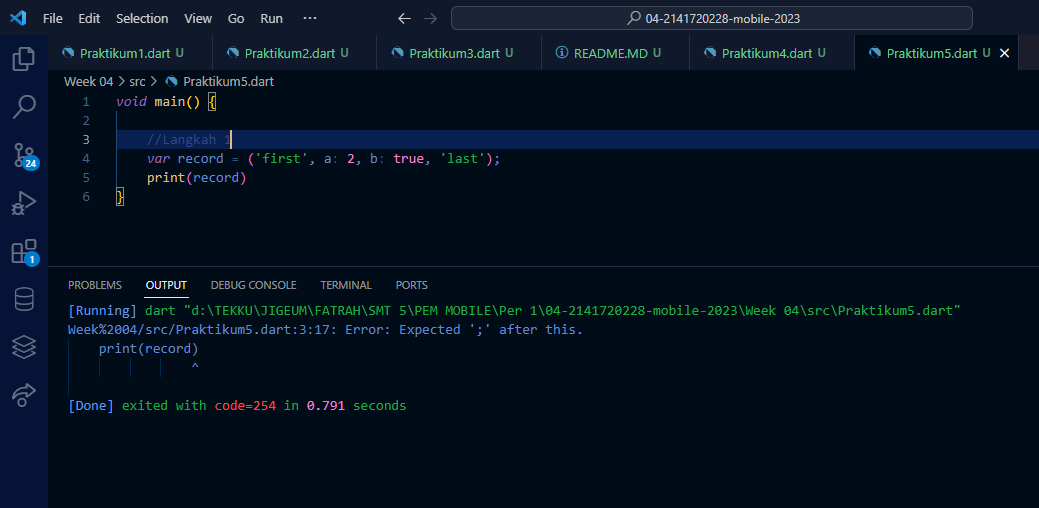 File Edit Selection View Go Run ··· ← → 04-2141720228-mobile-2023
Praktikum1.dart U Praktikum2.dart U Praktikum3.dart U README.MD U Praktikum4.dart U Praktikum5.dart U
Week 04 > src > Praktikum5.dart
1 void main() {
2
3 //Langkah 1
4 var record = ('first', a: 2, b: true, 'last');
5 print(record)
6 }
24
1
PROBLEMS OUTPUT DEBUG CONSOLE TERMINAL PORTS
[Running] dart "d:\TEKKU\JIGEUM\FATRAH\SMT 5\PEM MOBILE\Per 1\04-2141720228-mobile-2023\Week 04\src\Praktikum5.dart"
Week%2004/src/Praktikum5.dart:3:17: Error: Expected ';' after this.
print(record)
^
[Done] exited with code=254 in 0.791 seconds